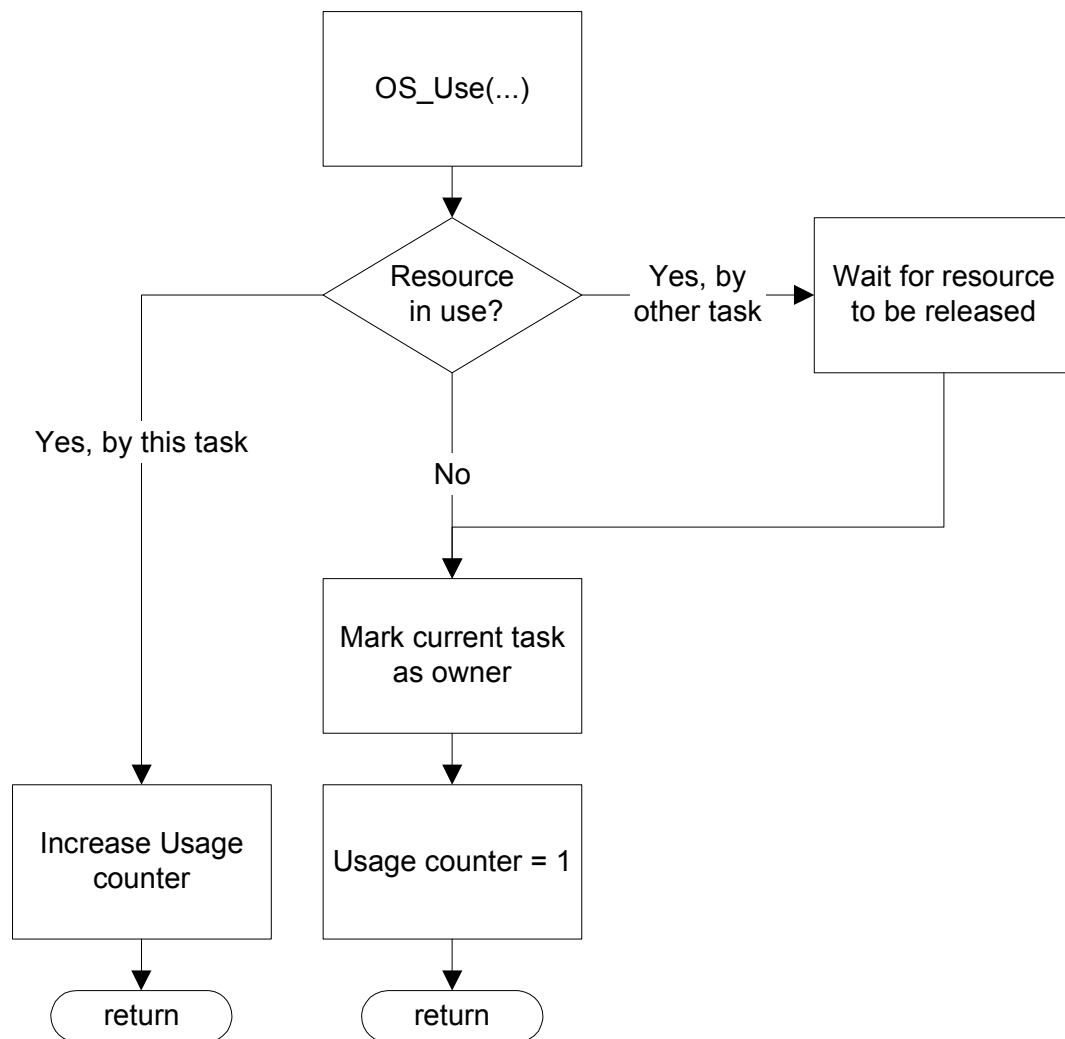 OS_Use(...)
Resource
in use?
Yes, by
other task
Wait for resource
to be released
Yes, by this task
No
Mark current task
as owner
Increase Usage
counter
Usage counter = 1
return
return